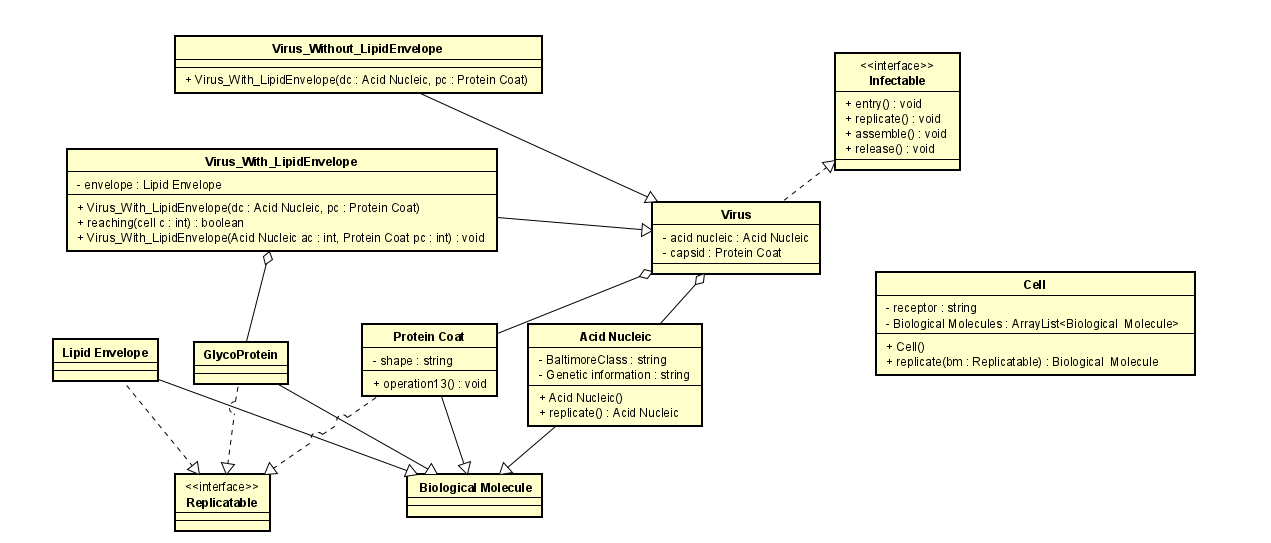 Virus_Without_LipidEnvelope
+ Virus_With_LipidEnvelope(dc : Acid Nucleic, pc : Protein Coat)
<<interface>>
Infectable
+ entry() : void
+ replicate() : void
+ assemble() : void
+ release() : void
Virus_With_LipidEnvelope
- envelope : Lipid Envelope
+ Virus_With_LipidEnvelope(dc : Acid Nucleic, pc : Protein Coat)
+ reaching(cell c : int) : boolean
+ Virus_With_LipidEnvelope(Acid Nucleic ac : int, Protein Coat pc : int) : void
Virus
- acid nucleic : Acid Nucleic
- capsid : Protein Coat
Cell
- receptor : string
- Biological Molecules : ArrayList<Biological Molecule>
+ Cell()
+ replicate(bm : Replicatable) : Biological Molecule
Lipid Envelope
GlycoProtein
Protein Coat
- shape : string
+ operation13() : void
Acid Nucleic
- BaltimoreClass : string
- Genetic information : string
+ Acid Nucleic()
+ replicate() : Acid Nucleic
<<interface>>
Replicatable
Biological Molecule